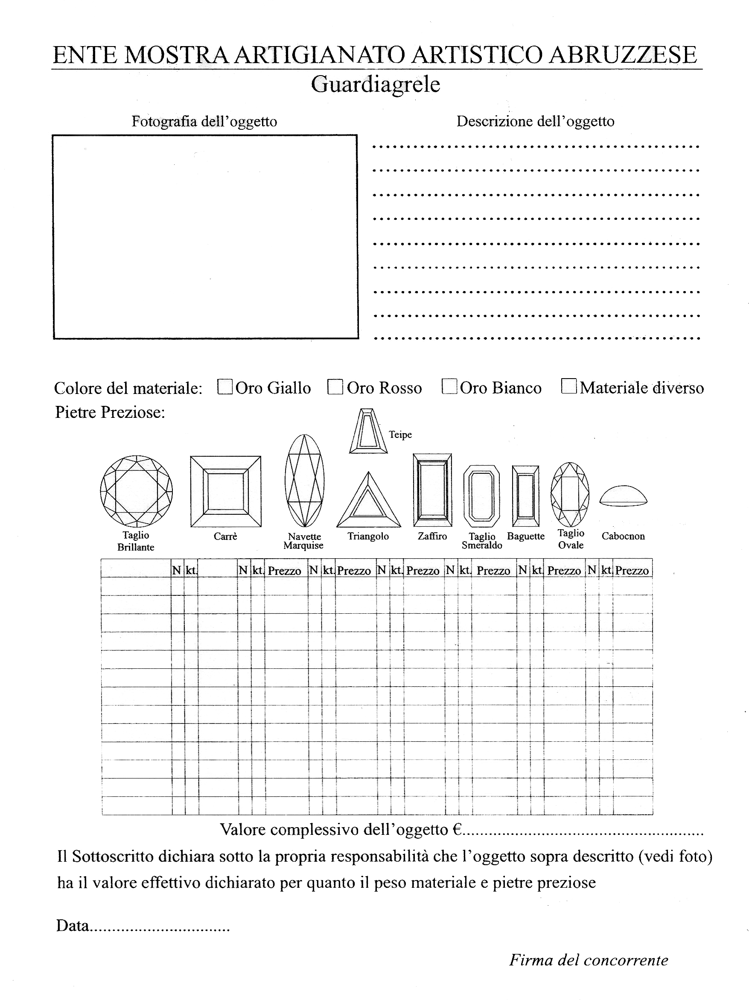 ENTE MOSTRA ARTIGIANATO ARTISTICO ABRUZZESE
Guardiagrele
Fotografia dell'oggetto
Descrizione dell'oggetto
Colore del materiale: Oro Giallo Oro Rosso Oro Bianco Materiale diverso
Pietre Preziose:
Teipe
Taglio
Brillante
Carrè
Navette
Marquise
Triangolo
Zaffiro
Taglio
Smeraldo
Baguette
Taglio
Ovale
Cabocnon
N kt. N kt. Prezzo N kt. Prezzo N kt. Prezzo N kt. Prezzo N kt. Prezzo N kt. Prezzo
Valore complessivo dell'oggetto €.......................................................
Il Sottoscritto dichiara sotto la propria responsabilità che l'oggetto sopra descritto (vedi foto)
ha il valore effettivo dichiarato per quanto il peso materiale e pietre preziose
Data................................
Firma del concorrente